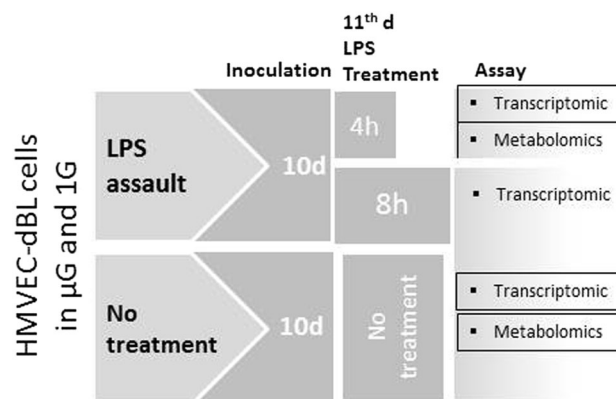 11th d
LPS
Inoculation Treatment Assay
HMVEC-dBL cells
in µG and 1G
LPS
assault
10d
4h
▪ Transcriptomic
▪ Metabolomics
8h
▪ Transcriptomic
No
treatment
10d
No
treatment
▪ Transcriptomic
▪ Metabolomics